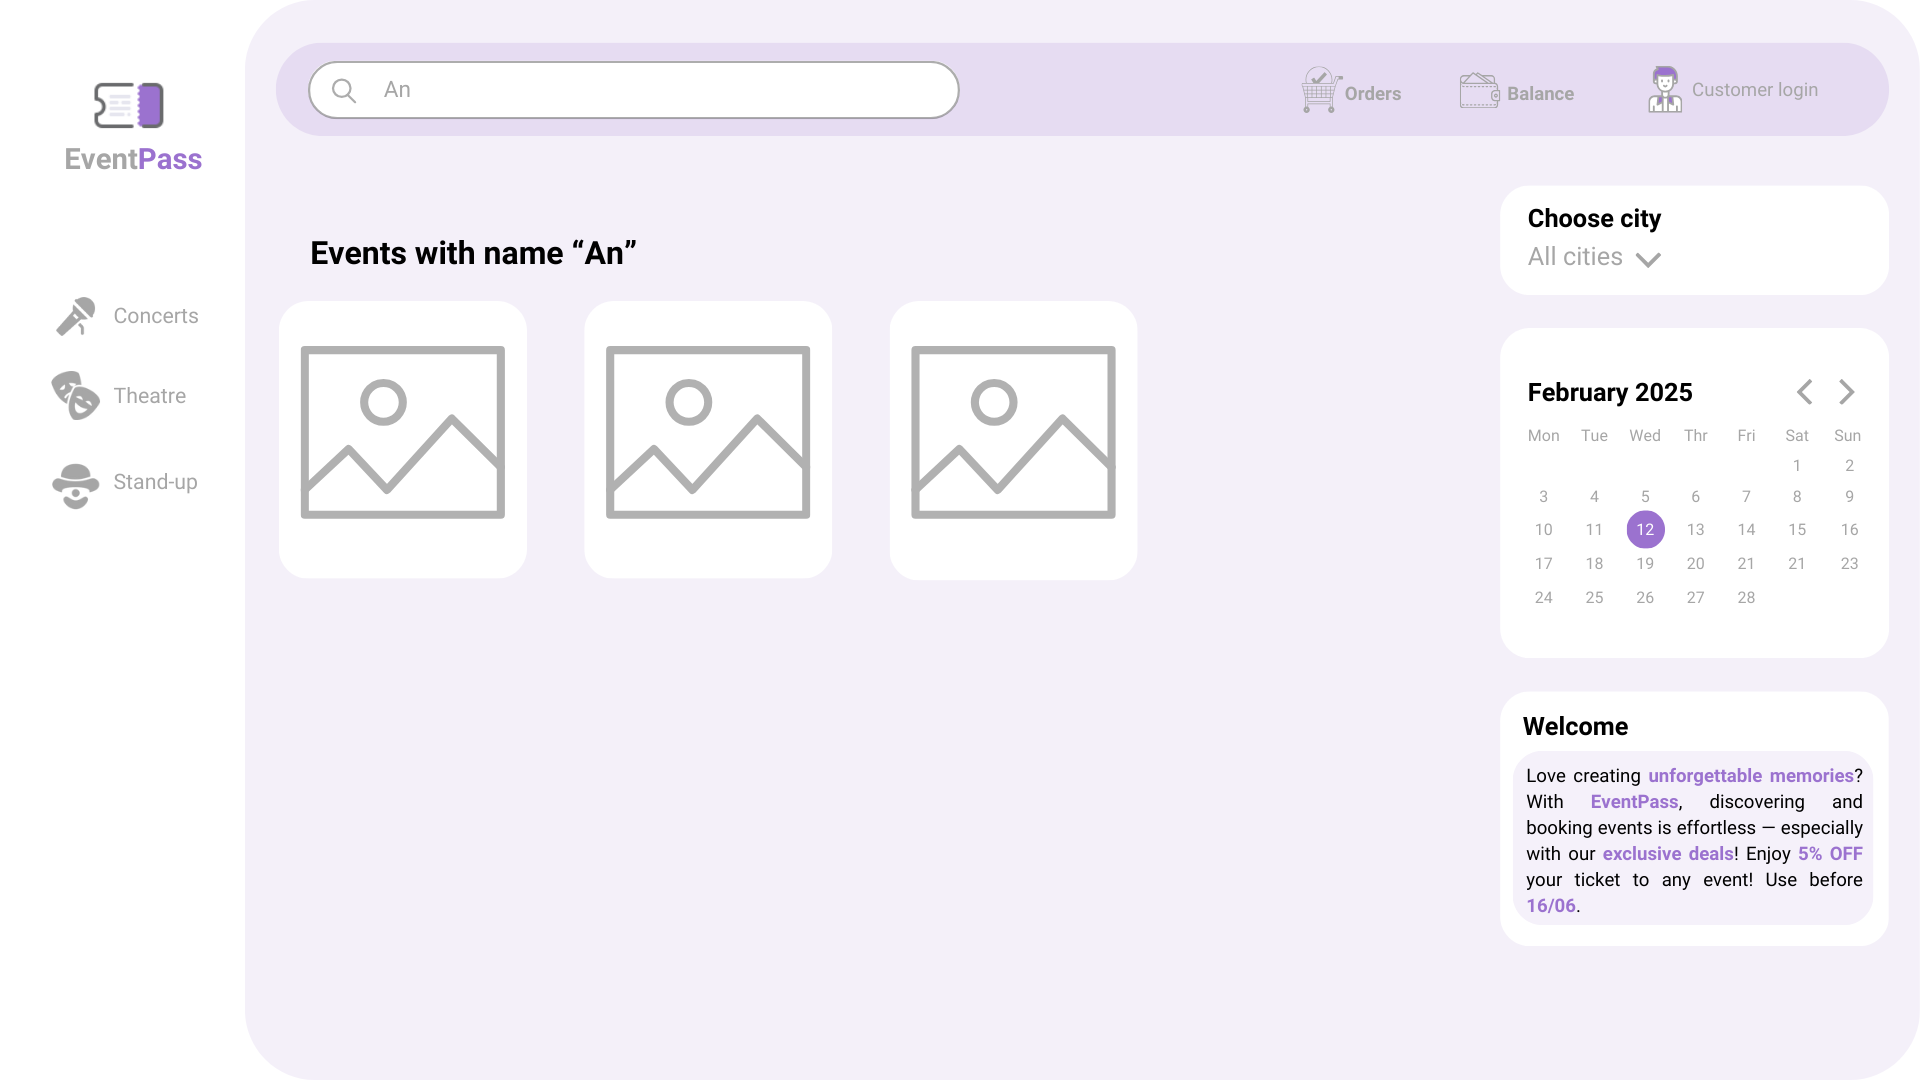 An
Orders
Balance
Customer login
EventPass
Concerts
Theatre
Stand-up
Events with name “An”
Choose city
All cities
February 2025
Mon Tue Wed Thr Fri Sat Sun
1 2
3 4 5 6 7 8 9
10 11 12 13 14 15 16
17 18 19 20 21 21 23
24 25 26 27 28
Welcome
Love creating unforgettable memories?
With EventPass, discovering and
booking events is effortless — especially
with our exclusive deals! Enjoy 5% OFF
your ticket to any event! Use before
16/06.